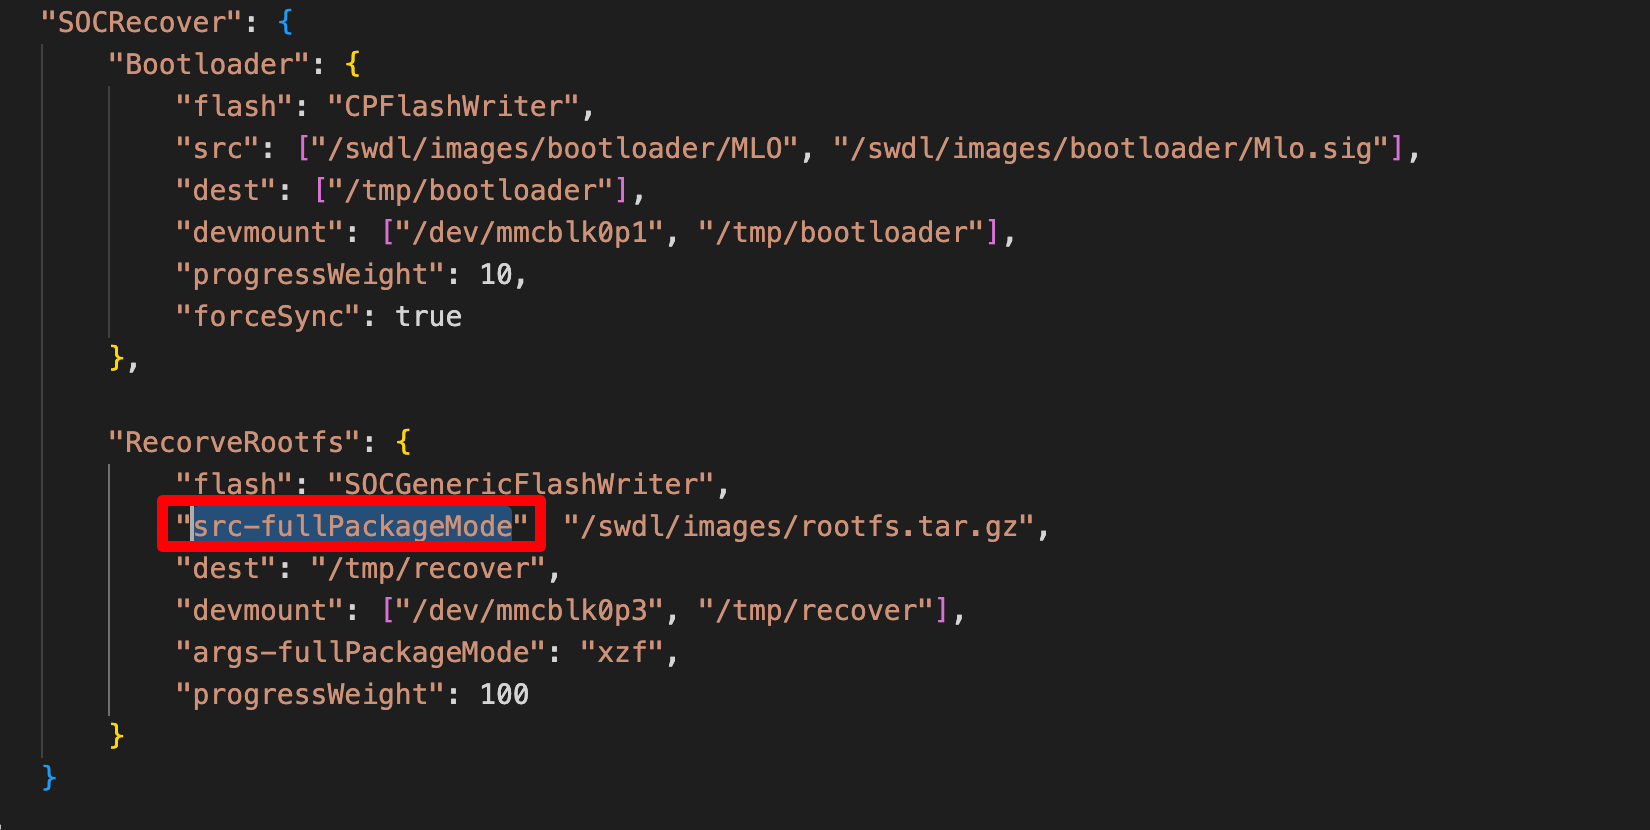 "SOCRecover": {
"Bootloader": {
"flash": "CPFlashWriter",
"src": ["/swdl/images/bootloader/MLO", "/swdl/images/bootloader/Mlo.sig"],
"dest": ["/tmp/bootloader"],
"devmount": ["/dev/mmcblk0p1", "/tmp/bootloader"],
"progressWeight": 10,
"forceSync": true
},
"RecorveRootfs": {
"flash": "SOCGenericFlashWriter",
"src-fullPackageMode" "/swdl/images/rootfs.tar.gz",
"dest": "/tmp/recover",
"devmount": ["/dev/mmcblk0p3", "/tmp/recover"],
"args-fullPackageMode": "xzf",
"progressWeight": 100
}
}